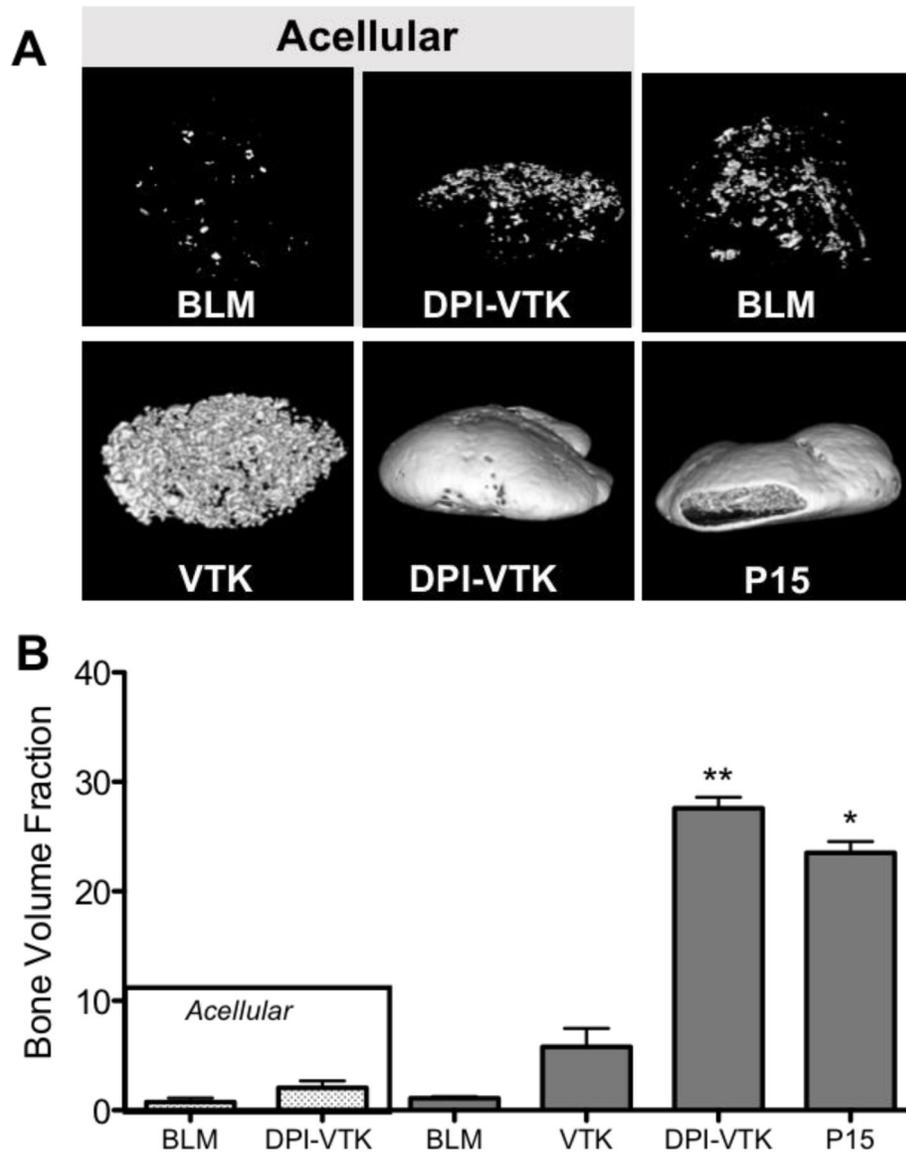 A
Acellular
BLM
DPI-VTK
BLM
VTK
DPI-VTK
P15
B
Bone Volume Fraction
40
30
20
10
0
Acellular
**
*
BLM DPI-VTK BLM VTK DPI-VTK P15